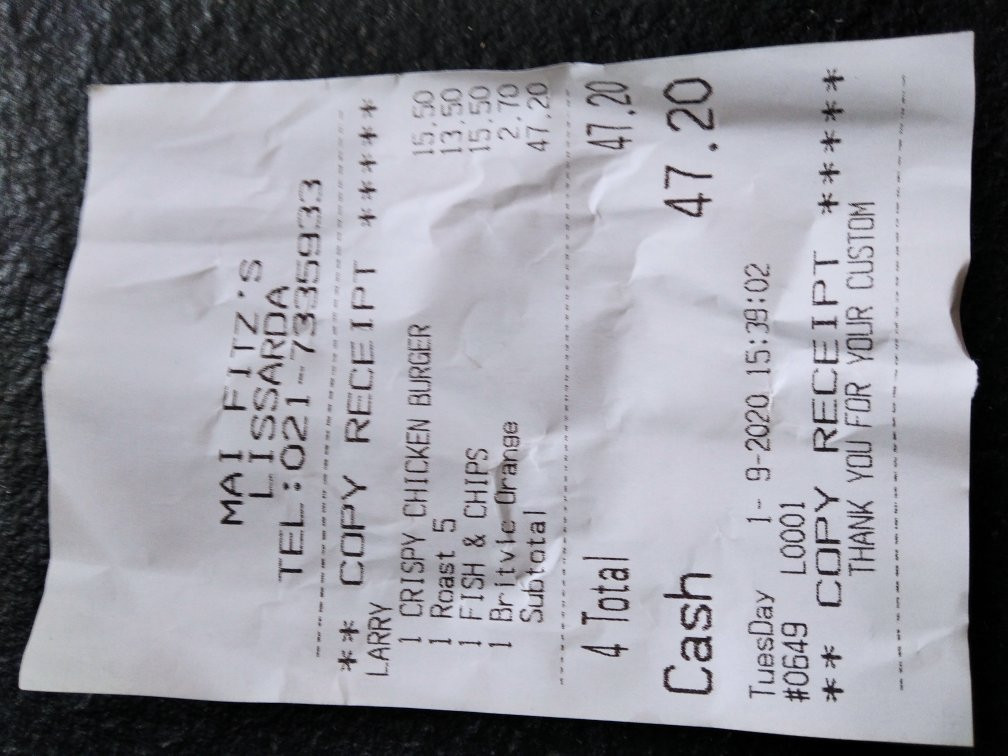 MAI FITZ'S
LISSARDA
TEL:021-7335933
** COPY RECEIPT *****
LARRY
1 CRISPY CHICKEN BURGER 15.50
1 Roast 5 13.50
1 FISH & CHIPS 15.50
1 Britvle Orange 2.70
Subtotal 47.20
4 Total 47.20
Cash 47.20
TuesDay 1- 9-2020 15:39:02
#0649 L0001
** COPY RECEIPT *****
THANK YOU FOR YOUR CUSTOM